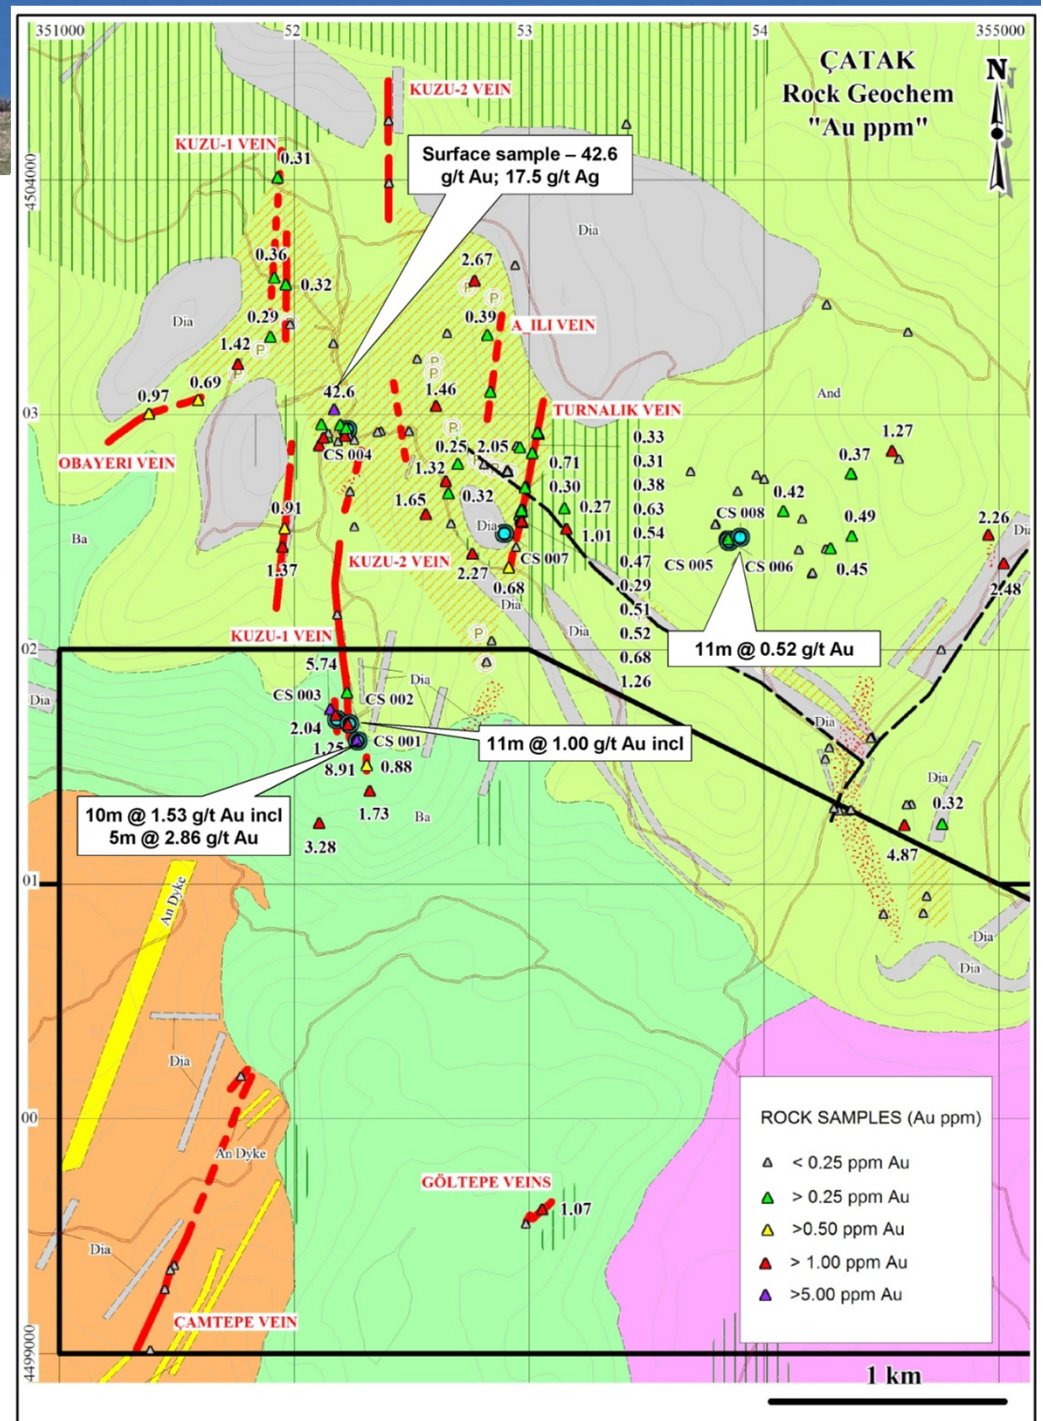 351000
52
53
54
355000
ÇATAK
Rock Geochem
"Au ppm"
N
KUZU-2 VEIN
KUZU-1 VEIN
0.31
Surface sample – 42.6
g/t Au; 17.5 g/t Ag
4504000
Dia
0.36
0.32
2.67
P
P
0.39
A_ILI VEIN
Dia
0.29
P
1.42
P
P
P
0.69
0.97
42.6
1.46
And
TURNALIK VEIN
03
CS 004
P
0.25
2.05
0.33
1.27
OBAYERI VEIN
0.71
0.31
0.37
1.32
0.30
0.38
0.42
1.65
0.32
0.27
0.63
CS 008
0.49
2.26
0.91
Dia
1.01
0.54
Dia
Ba
CS 007
CS 005
CS 006
0.45
1.37
KUZU-2 VEIN
2.27
0.68
0.47
2.48
Dia
0.29
0.51
KUZU-1 VEIN
P
Dia
0.52
11m @ 0.52 g/t Au
02
0.68
5.74
1.26
Dia
CS 003
CS 002
Dia
Dia
2.04
CS 001
11m @ 1.00 g/t Au incl
1.25
8.91
0.88
Dia
10m @ 1.53 g/t Au incl
5m @ 2.86 g/t Au
1.73
Ba
0.32
3.28
4.87
01
An Dyke
Dia
Dia
Dia
00
An Dyke
ROCK SAMPLES (Au ppm)
< 0.25 ppm Au
GÖLTEPE VEINS
> 0.25 ppm Au
1.07
>0.50 ppm Au
Dia
> 1.00 ppm Au
>5.00 ppm Au
ÇAMTEPE VEIN
4499000
1 km